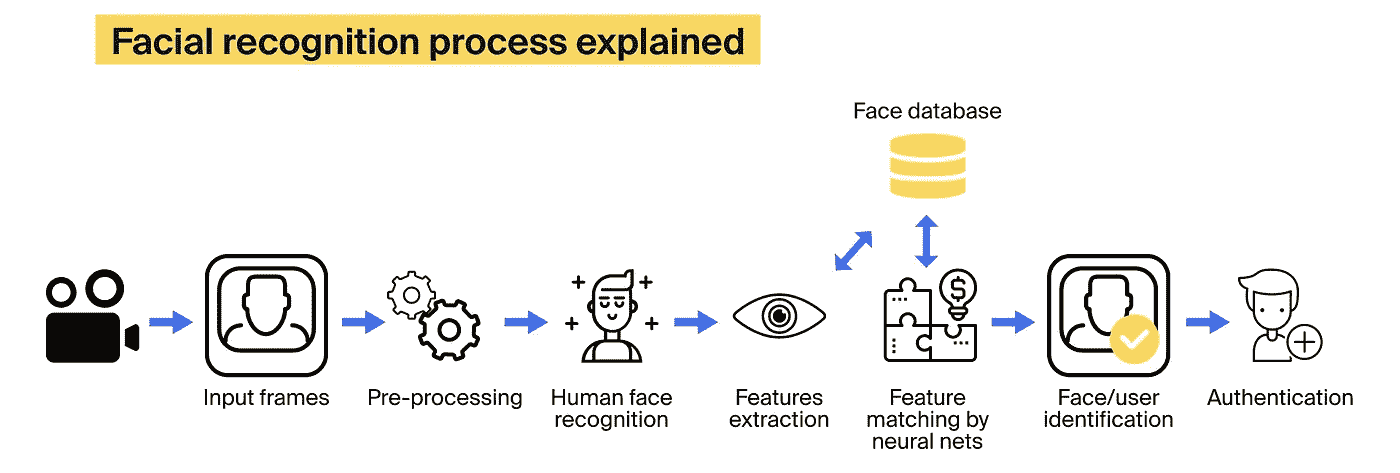 Facial recognition process explained
Face database
Input frames
Pre-processing
Human face
recognition
Features
extraction
$
Feature
matching by
neural nets
Face/user
identification
Authentication